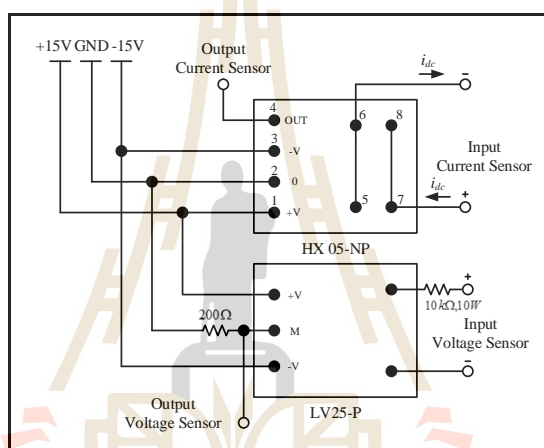 +15V GND -15V
Output
Current Sensor
4
OUT
3
-V
2
0
1
+V
6
8
5
7
i_dc
−
Input
Current Sensor
i_dc
+
HX 05-NP
+V
200Ω
M
-V
+
10kΩ,10W
Input
Voltage Sensor
−
LV25-P
Output
Voltage Sensor